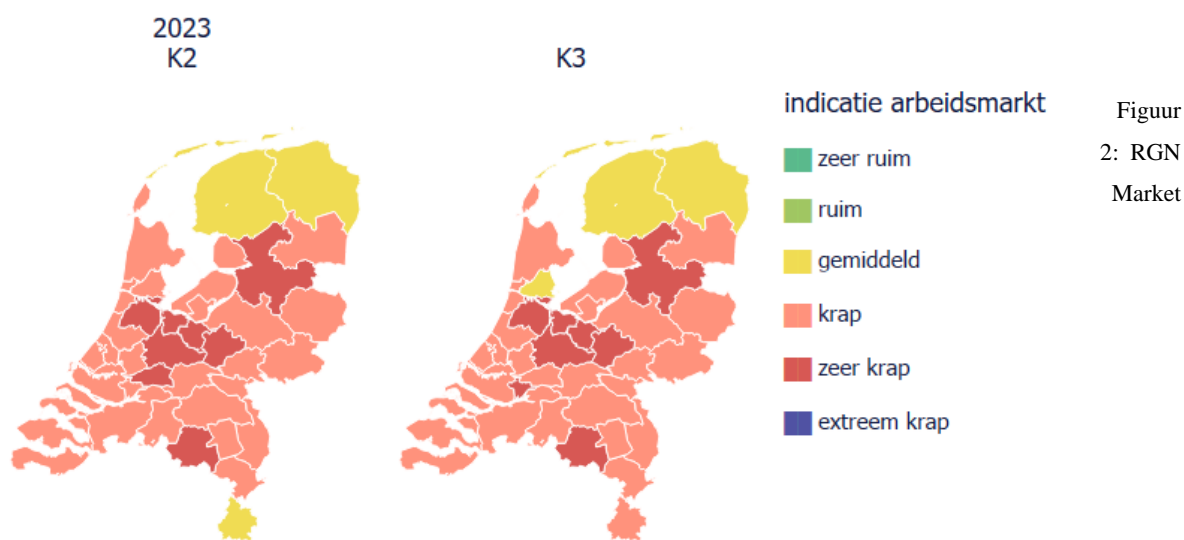 2023
K2
K3
indicatie arbeidsmarkt
zeer ruim
ruim
gemiddeld
krap
zeer krap
extreem krap
Figuur
2: RGN
Market